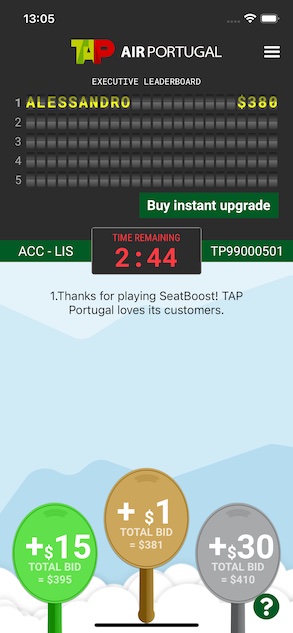 13:05
TAP AIR PORTUGAL
EXECUTIVE LEADERBOARD
1 ALESSANDRO $380
2
3
4
5
Buy instant upgrade
TIME REMAINING
ACC - LIS 2:44 TP99000501
1.Thanks for playing SeatBoost! TAP
Portugal loves its customers.
+$1
TOTAL BID
= $381
+$15
TOTAL BID
= $395
+$30
TOTAL BID
= $410
?